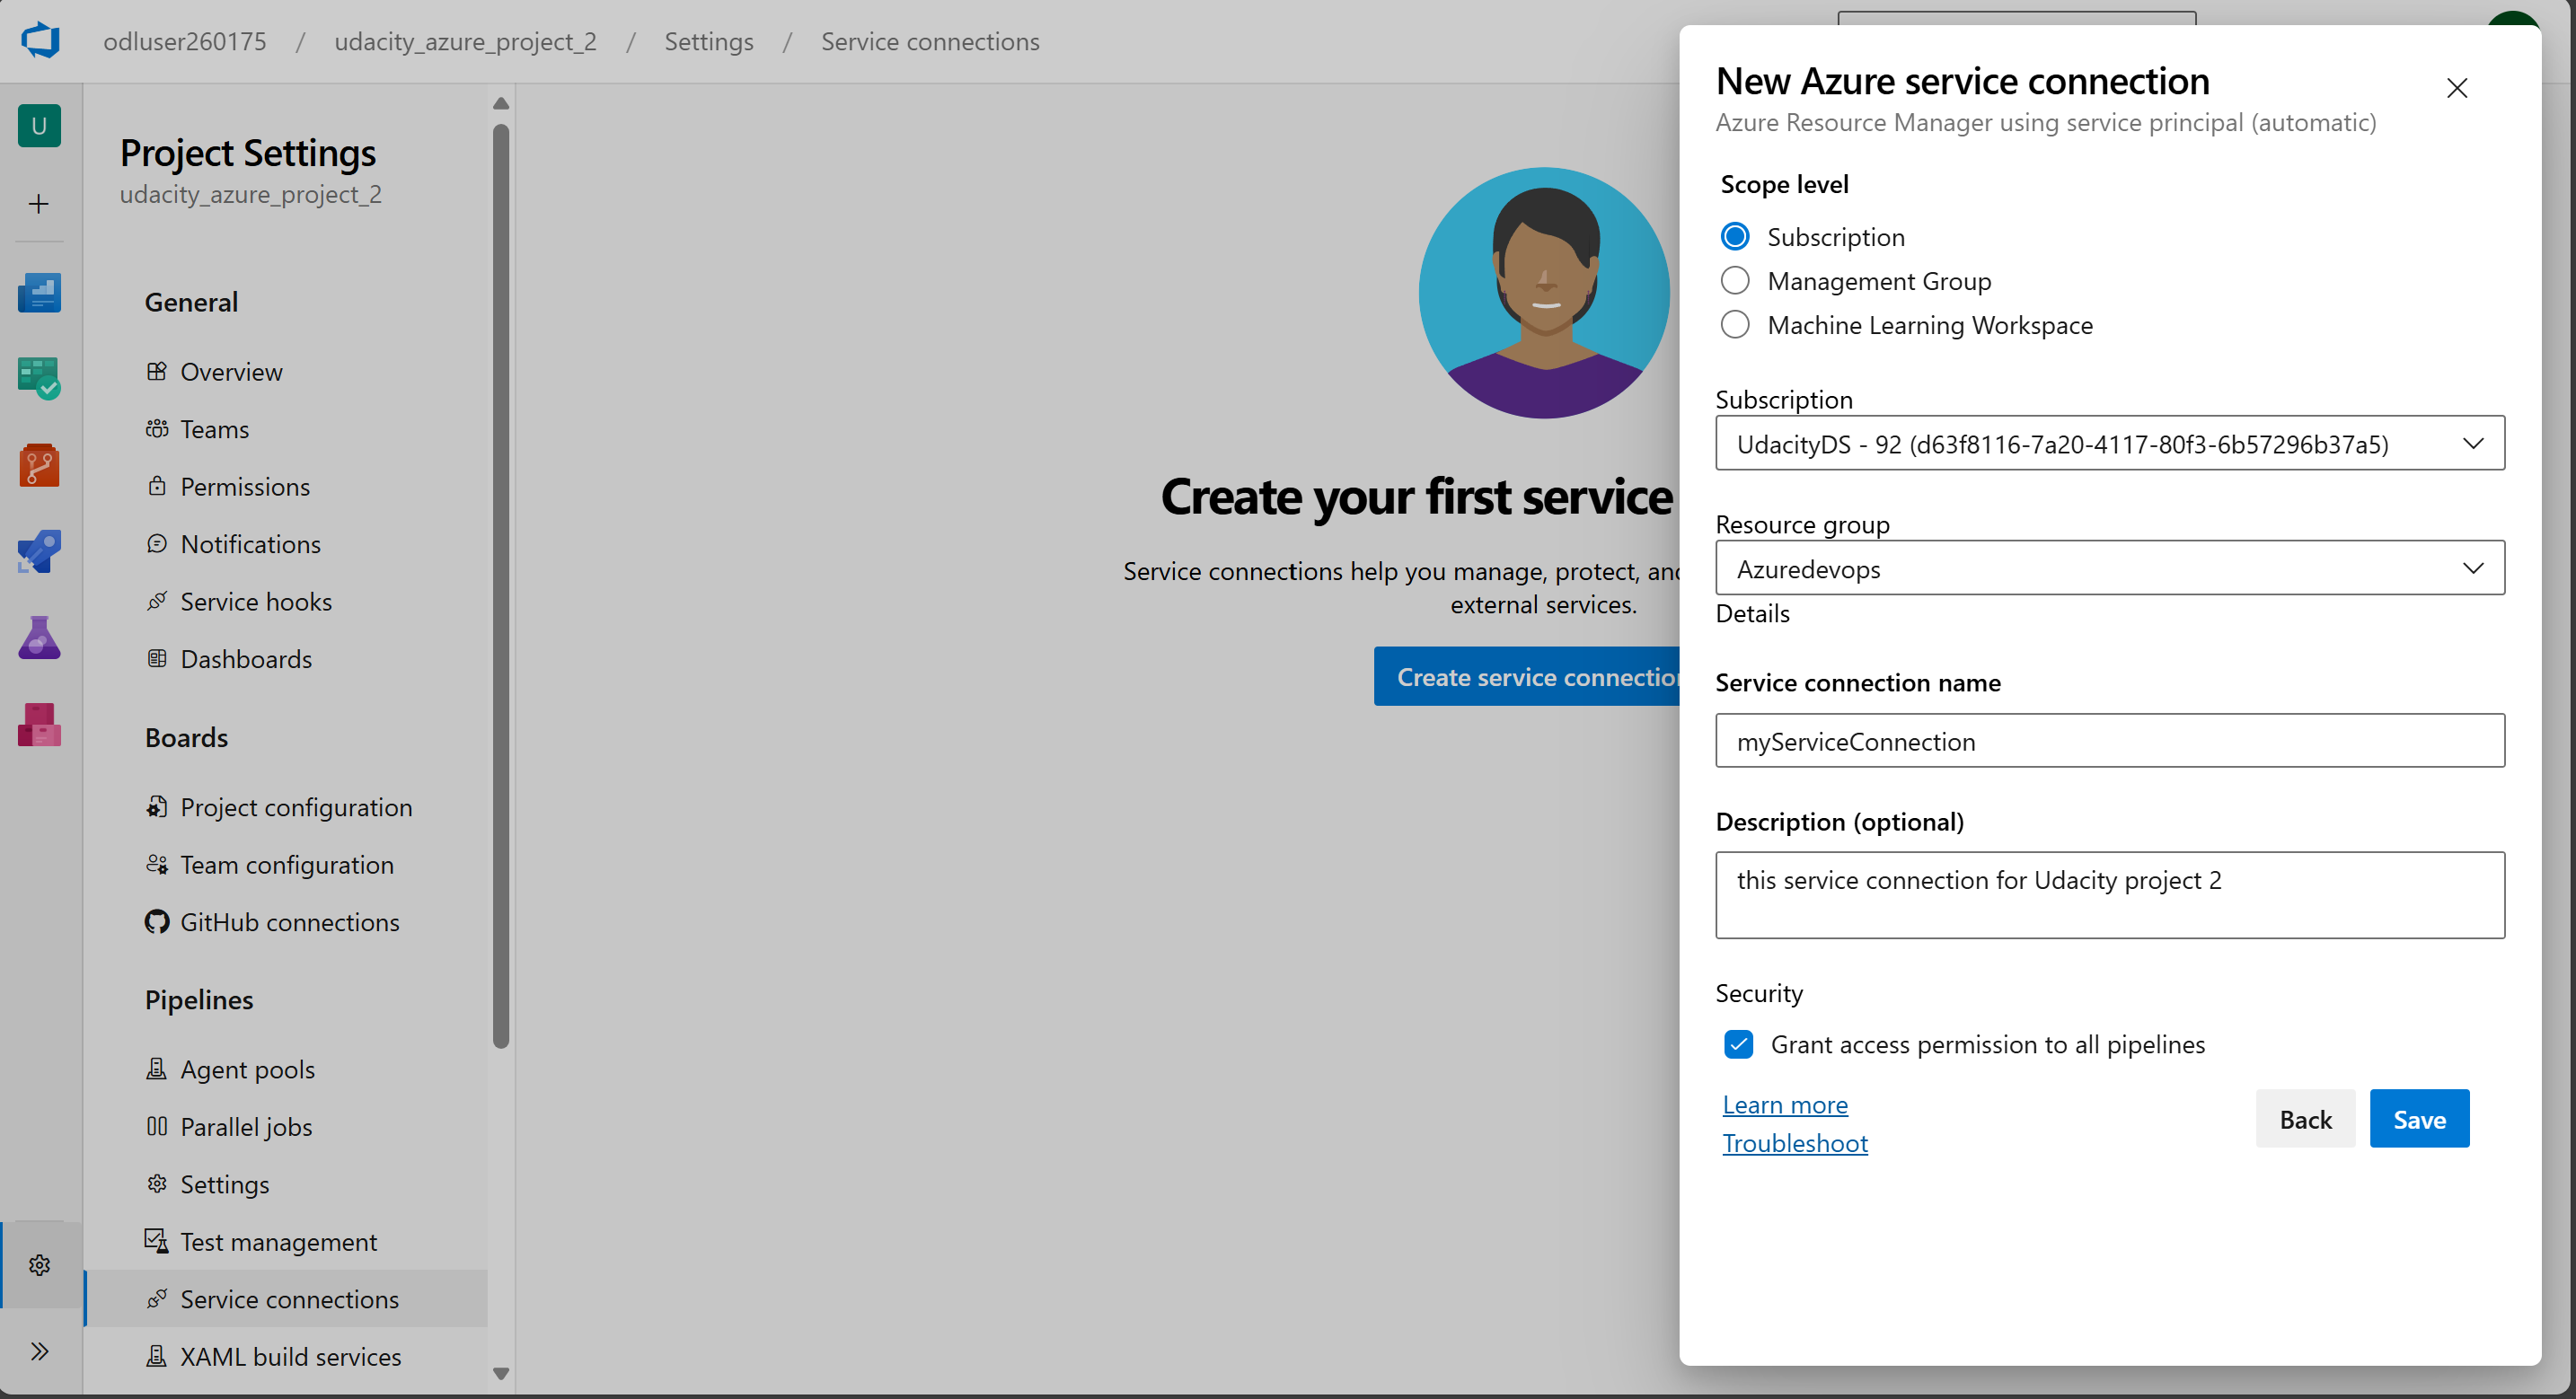 odluser260175 / udacity_azure_project_2 / Settings / Service connections
U
Project Settings
udacity_azure_project_2
General
Overview
Teams
Permissions
Notifications
Service hooks
Dashboards
Boards
Project configuration
Team configuration
GitHub connections
Pipelines
Agent pools
Parallel jobs
Settings
Test management
Service connections
XAML build services
Create your first service
Service connections help you manage, protect, and
external services.
Create service connection
New Azure service connection
Azure Resource Manager using service principal (automatic)
Scope level
Subscription
Management Group
Machine Learning Workspace
Subscription
UdacityDS - 92 (d63f8116-7a20-4117-80f3-6b57296b37a5)
Resource group
Azuredevops
Details
Service connection name
myServiceConnection
Description (optional)
this service connection for Udacity project 2
Security
Grant access permission to all pipelines
Learn more
Troubleshoot
Back
Save